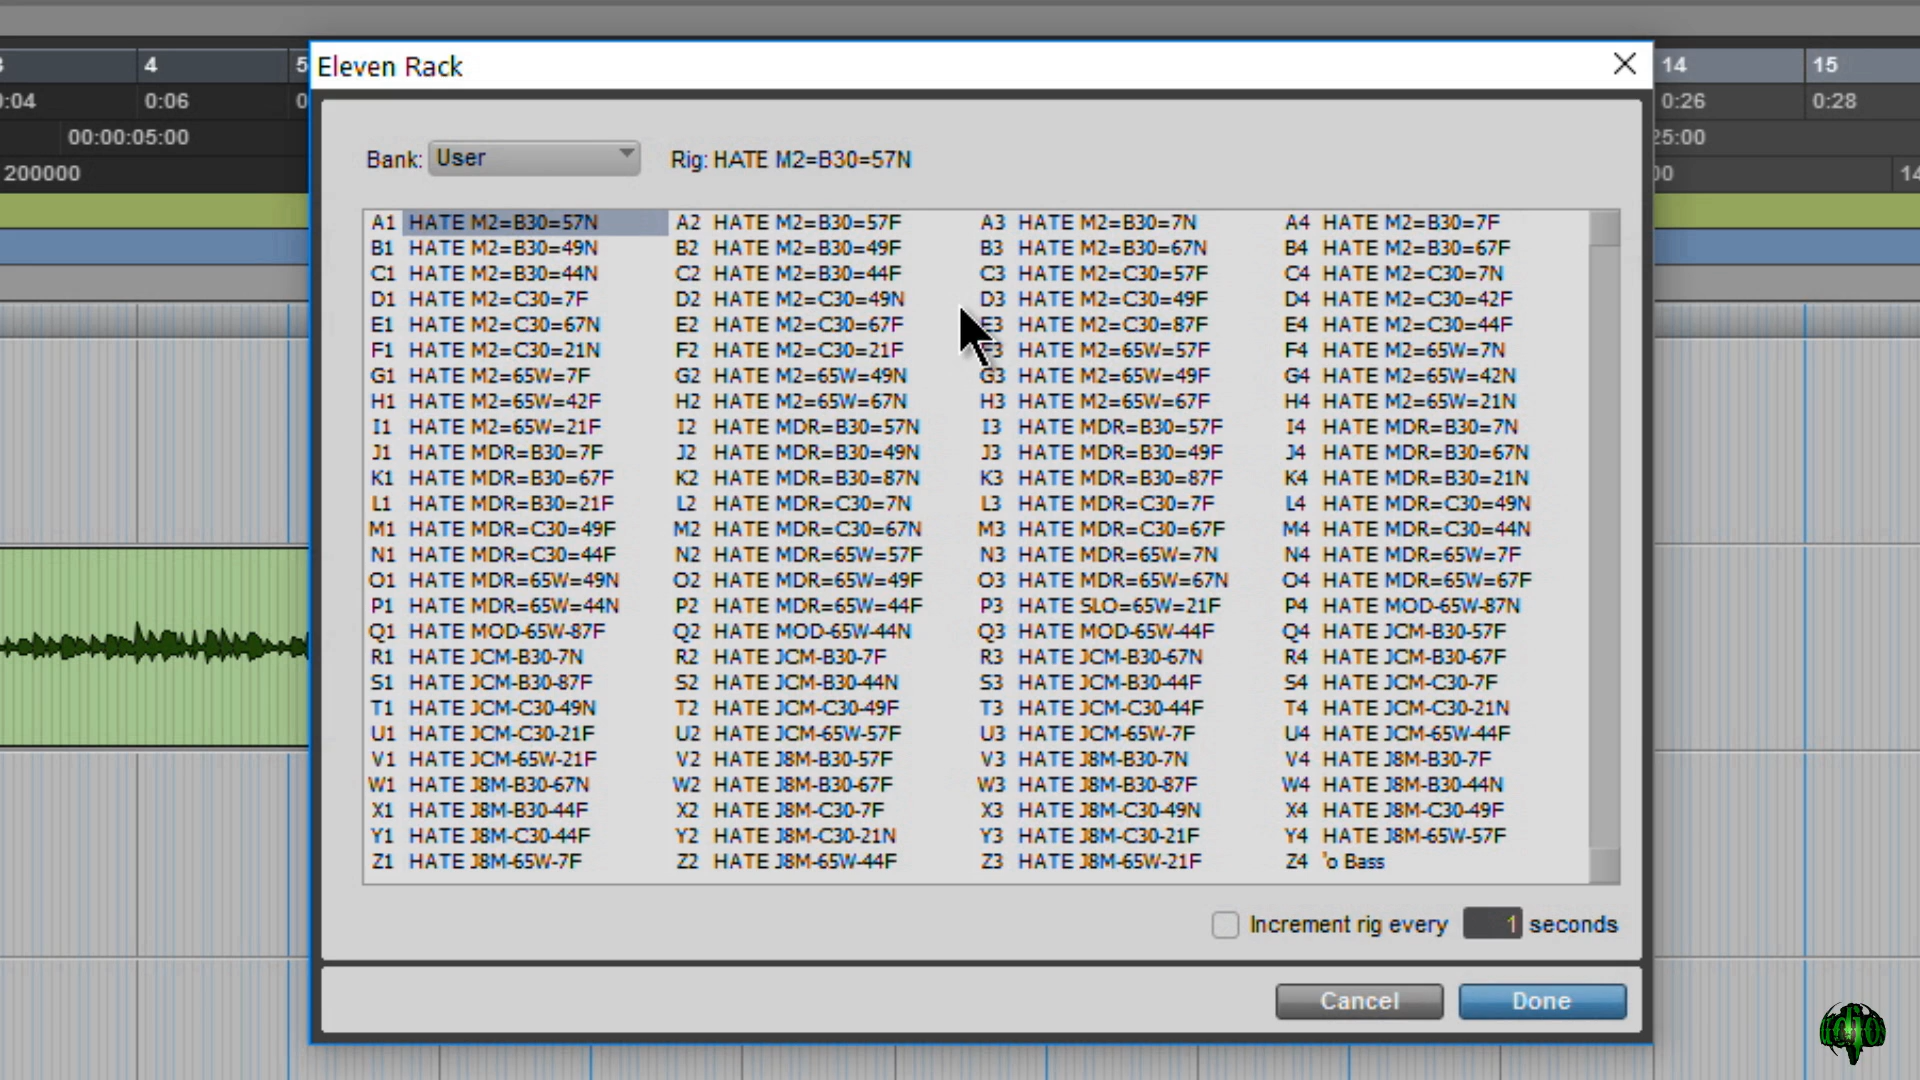 4 5 14 15
0:04 0:06 0:26 0:28
00:00:05:00 25:00
200000
Eleven Rack
Bank: User Rig: HATE M2=B30=57N
A1 HATE M2=B30=57N A2 HATE M2=B30=57F A3 HATE M2=B30=7N A4 HATE M2=B30=7F
B1 HATE M2=B30=49N B2 HATE M2=B30=49F B3 HATE M2=B30=67N B4 HATE M2=B30=67F
C1 HATE M2=B30=44N C2 HATE M2=B30=44F C3 HATE M2=C30=57F C4 HATE M2=C30=7N
D1 HATE M2=C30=7F D2 HATE M2=C30=49N D3 HATE M2=C30=49F D4 HATE M2=C30=42F
E1 HATE M2=C30=67N E2 HATE M2=C30=67F E3 HATE M2=C30=87F E4 HATE M2=C30=44F
F1 HATE M2=C30=21N F2 HATE M2=C30=21F F3 HATE M2=65W=57F F4 HATE M2=65W=7N
G1 HATE M2=65W=7F G2 HATE M2=65W=49N G3 HATE M2=65W=49F G4 HATE M2=65W=42N
H1 HATE M2=65W=42F H2 HATE M2=65W=67N H3 HATE M2=65W=67F H4 HATE M2=65W=21N
I1 HATE M2=65W=21F I2 HATE MDR=B30=57N I3 HATE MDR=B30=57F I4 HATE MDR=B30=7N
J1 HATE MDR=B30=7F J2 HATE MDR=B30=49N J3 HATE MDR=B30=49F J4 HATE MDR=B30=67N
K1 HATE MDR=B30=67F K2 HATE MDR=B30=87N K3 HATE MDR=B30=87F K4 HATE MDR=B30=21N
L1 HATE MDR=B30=21F L2 HATE MDR=C30=7N L3 HATE MDR=C30=7F L4 HATE MDR=C30=49N
M1 HATE MDR=C30=49F M2 HATE MDR=C30=67N M3 HATE MDR=C30=67F M4 HATE MDR=C30=44N
N1 HATE MDR=C30=44F N2 HATE MDR=65W=57F N3 HATE MDR=65W=7N N4 HATE MDR=65W=7F
O1 HATE MDR=65W=49N O2 HATE MDR=65W=49F O3 HATE MDR=65W=67N O4 HATE MDR=65W=67F
P1 HATE MDR=65W=44N P2 HATE MDR=65W=44F P3 HATE SLO=65W=21F P4 HATE MOD-65W-87N
Q1 HATE MOD-65W-87F Q2 HATE MOD-65W-44N Q3 HATE MOD-65W-44F Q4 HATE JCM-B30-57F
R1 HATE JCM-B30-7N R2 HATE JCM-B30-7F R3 HATE JCM-B30-67N R4 HATE JCM-B30-67F
S1 HATE JCM-B30-87F S2 HATE JCM-B30-44N S3 HATE JCM-B30-44F S4 HATE JCM-C30-7F
T1 HATE JCM-C30-49N T2 HATE JCM-C30-49F T3 HATE JCM-C30-44F T4 HATE JCM-C30-21N
U1 HATE JCM-C30-21F U2 HATE JCM-65W-57F U3 HATE JCM-65W-7F U4 HATE JCM-65W-44F
V1 HATE JCM-65W-21F V2 HATE J8M-B30-57F V3 HATE J8M-B30-7N V4 HATE J8M-B30-7F
W1 HATE J8M-B30-67N W2 HATE J8M-B30-67F W3 HATE J8M-B30-87F W4 HATE J8M-B30-44N
X1 HATE J8M-B30-44F X2 HATE J8M-C30-7F X3 HATE J8M-C30-49N X4 HATE J8M-C30-49F
Y1 HATE J8M-C30-44F Y2 HATE J8M-C30-21N Y3 HATE J8M-C30-21F Y4 HATE J8M-65W-57F
Z1 HATE J8M-65W-7F Z2 HATE J8M-65W-44F Z3 HATE J8M-65W-21F Z4 'o Bass
Increment rig every 1 seconds
Cancel Done